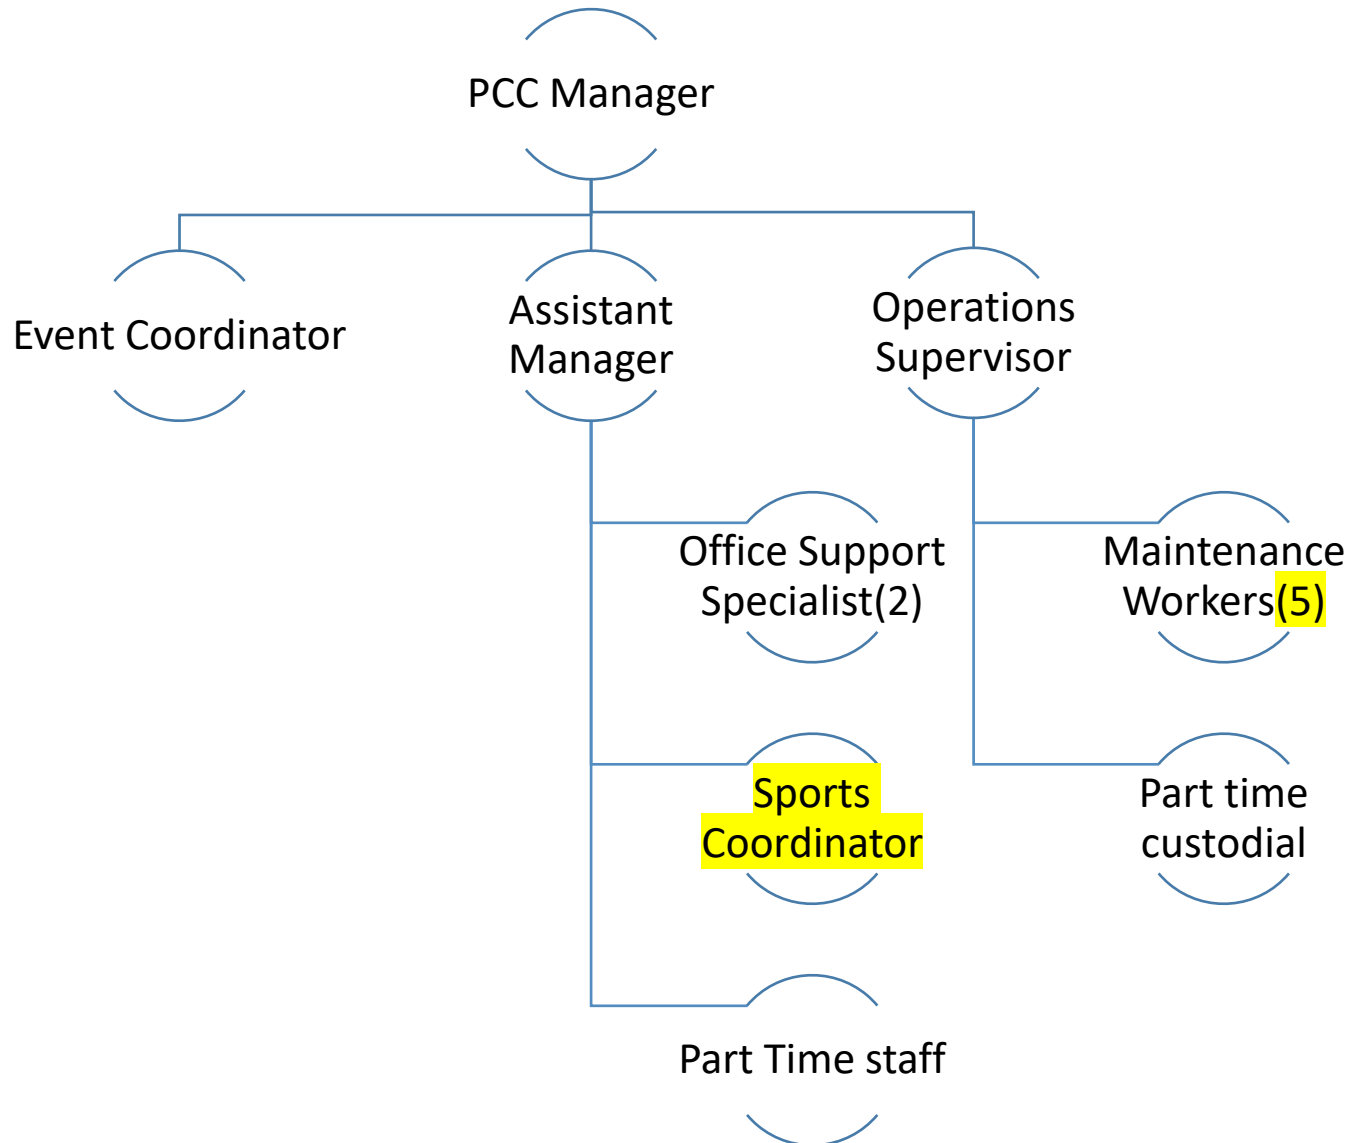 PCC Manager
Event Coordinator
Assistant
Manager
Operations
Supervisor
Office Support
Specialist(2)
Maintenance
Workers(5)
Sports
Coordinator
Part time
custodial
Part Time staff